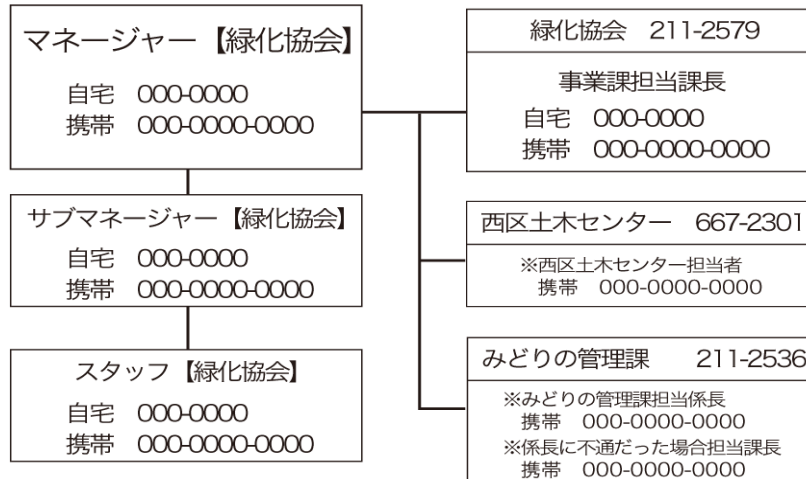 マネージャー【緑化協会】
自宅　000-0000
携帯　000-0000-0000
サブマネージャー【緑化協会】
自宅　000-0000
携帯　000-0000-0000
スタッフ【緑化協会】
自宅　000-0000
携帯　000-0000-0000
緑化協会　211-2579
事業課担当課長
自宅　000-0000
携帯　000-0000-0000
西区土木センター　667-2301
※西区土木センター担当者
携帯　000-0000-0000
みどりの管理課　211-2536
※みどりの管理課担当係長
携帯　000-0000-0000
※係長に不通だった場合担当課長
携帯　000-0000-0000